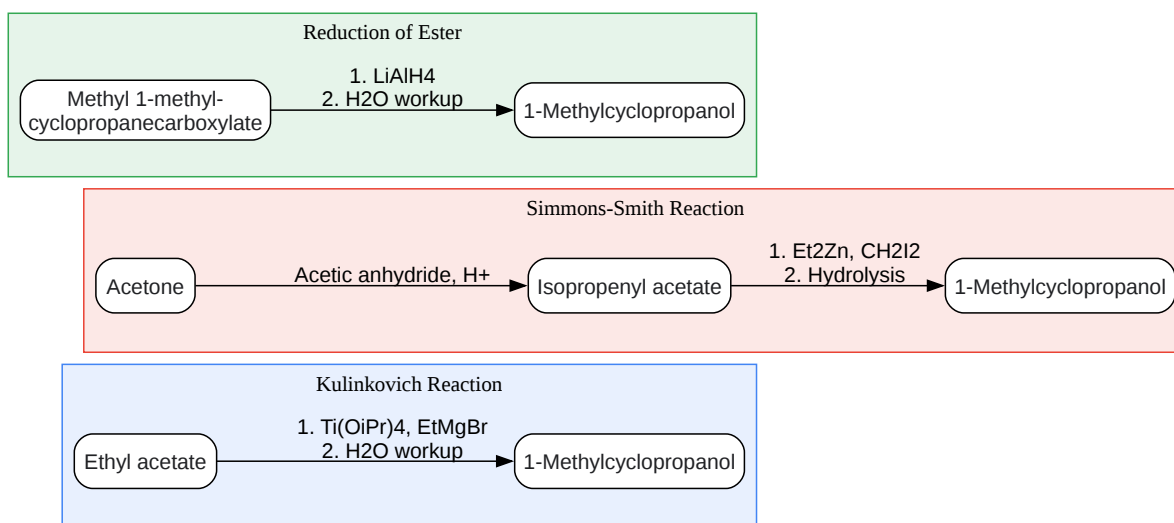 Reduction of Ester
Methyl 1-methyl-
cyclopropanecarboxylate
1. LiAlH4
2. H2O workup
1-Methylcyclopropanol
Simmons-Smith Reaction
Acetone
Acetic anhydride, H+
Isopropenyl acetate
1. Et2Zn, CH2I2
2. Hydrolysis
1-Methylcyclopropanol
Kulinkovich Reaction
Ethyl acetate
1. Ti(OiPr)4, EtMgBr
2. H2O workup
1-Methylcyclopropanol